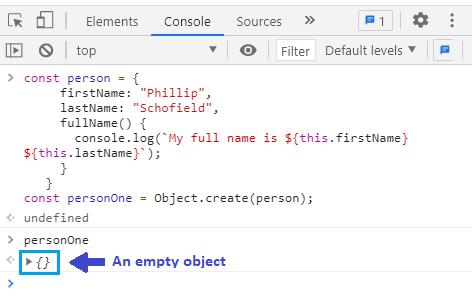 Elements Console Sources » 1
top Filter Default levels
> const person = {
firstName: "Phillip",
lastName: "Schofield",
fullName() {
console.log(`My full name is ${this.firstName}
${this.lastName}`);
}
}
const personOne = Object.create(person);
undefined
> personOne
{} An empty object
>